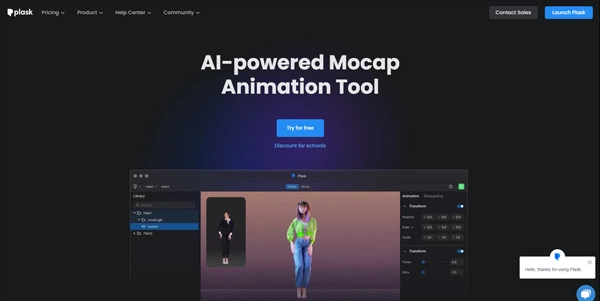 plask
Pricing
Product
Help Center
Community
Contact Sales
Launch Plask
AI-powered Mocap
Animation Tool
Try for free
Discount for schools
Plask
Library
Search
Animation
Retargeting
Transform
Position
Scale
Transform
Hello, thanks for using Plask